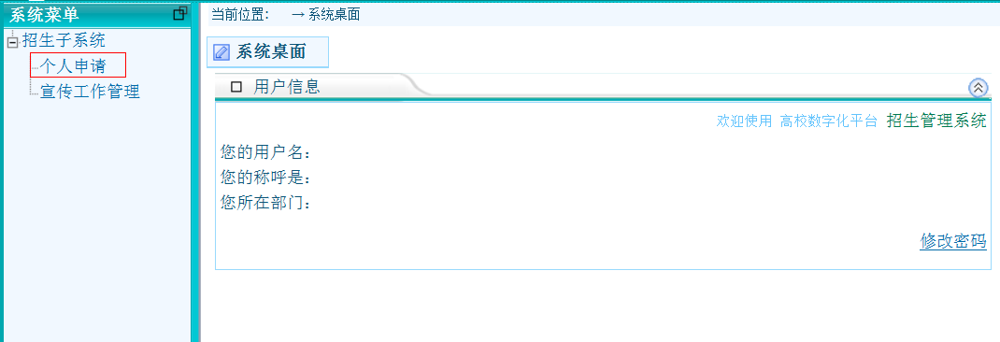 系统菜单
招生子系统
个人申请
宣传工作管理
当前位置： →系统桌面
系统桌面
用户信息
欢迎使用 高校数字化平台 招生管理系统
您的用户名：
您的称呼是：
您所在部门：
修改密码